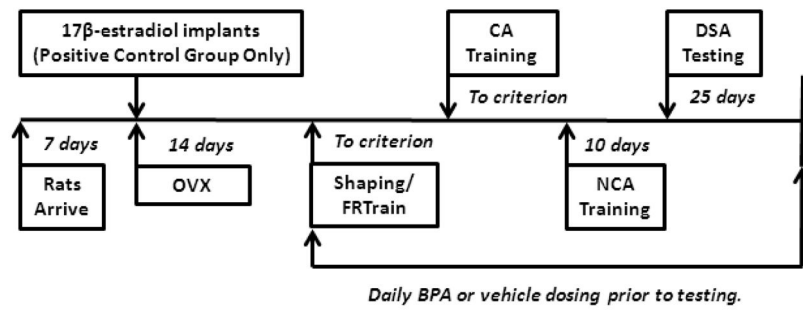 17β-estradiol implants
(Positive Control Group Only)
CA
Training
DSA
Testing
7 days
14 days
To criterion
To criterion
10 days
25 days
Rats
Arrive
OVX
Shaping/
FRTrain
NCA
Training
Daily BPA or vehicle dosing prior to testing.